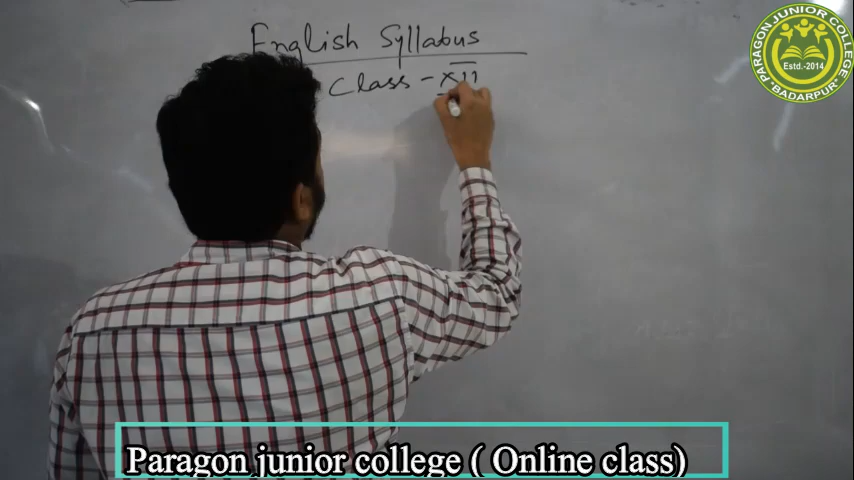 English Syllabus
Class - XII
PARAGON JUNIOR COLLEGE
Estd.-2014
BADARPUR
Paragon junior college ( Online class)